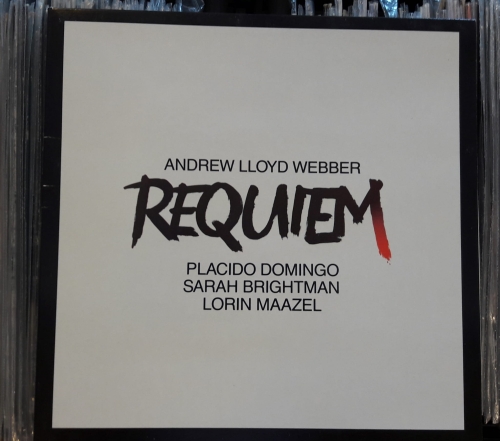 ANDREW LLOYD WEBBER
REQUIEM
PLACIDO DOMINGO
SARAH BRIGHTMAN
LORIN MAAZEL